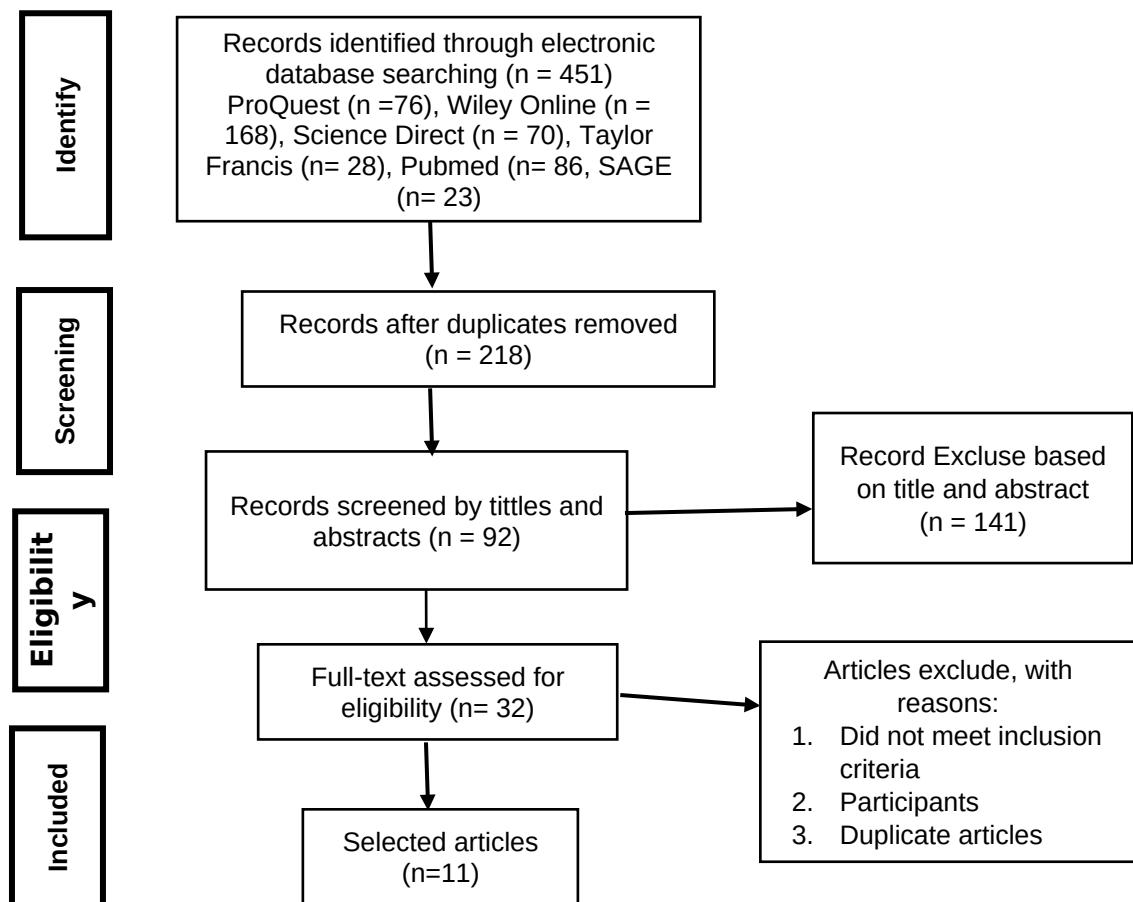 Identify
Records identified through electronic
database searching (n = 451)
ProQuest (n =76), Wiley Online (n =
168), Science Direct (n = 70), Taylor
Francis (n= 28), Pubmed (n= 86, SAGE
(n= 23)
Screening
Records after duplicates removed
(n = 218)
Records screened by tittles and
abstracts (n = 92)
Record Excluse based
on title and abstract
(n = 141)
Eligibilit
y
Full-text assessed for
eligibility (n= 32)
Articles exclude, with
reasons:
1. Did not meet inclusion
criteria
2. Participants
3. Duplicate articles
Included
Selected articles
(n=11)